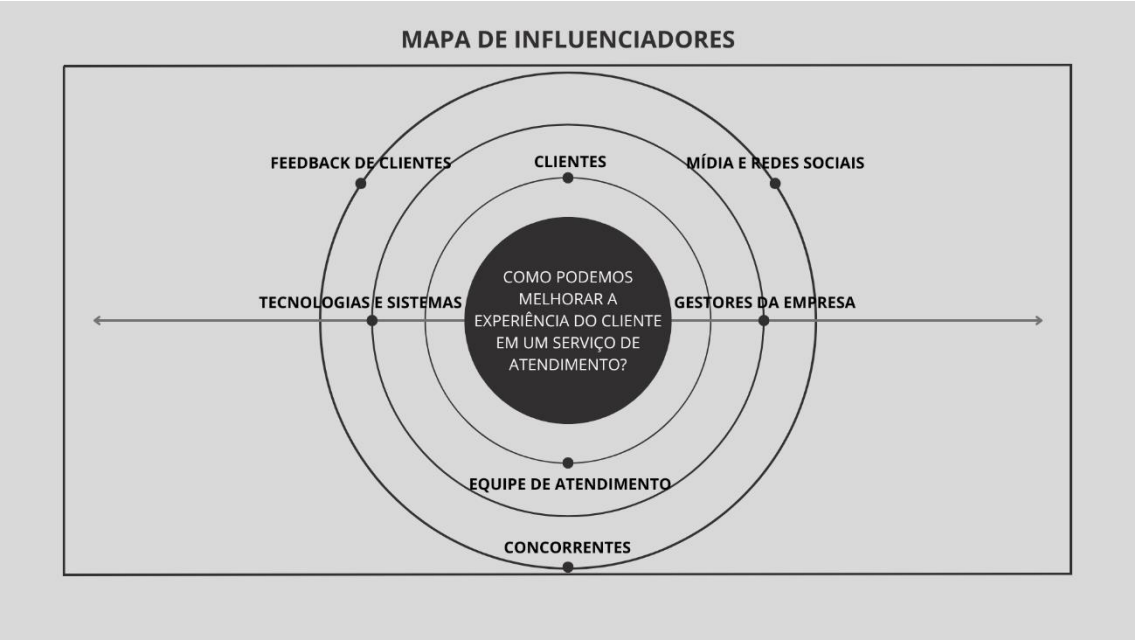 MAPA DE INFLUENCIADORES
FEEDBACK DE CLIENTES
CLIENTES
MÍDIA E REDES SOCIAIS
TECNOLOGIAS E SISTEMAS
COMO PODEMOS
MELHORAR A
EXPERIÊNCIA DO CLIENTE
EM UM SERVIÇO DE
ATENDIMENTO?
GESTORES DA EMPRESA
EQUIPE DE ATENDIMENTO
CONCORRENTES